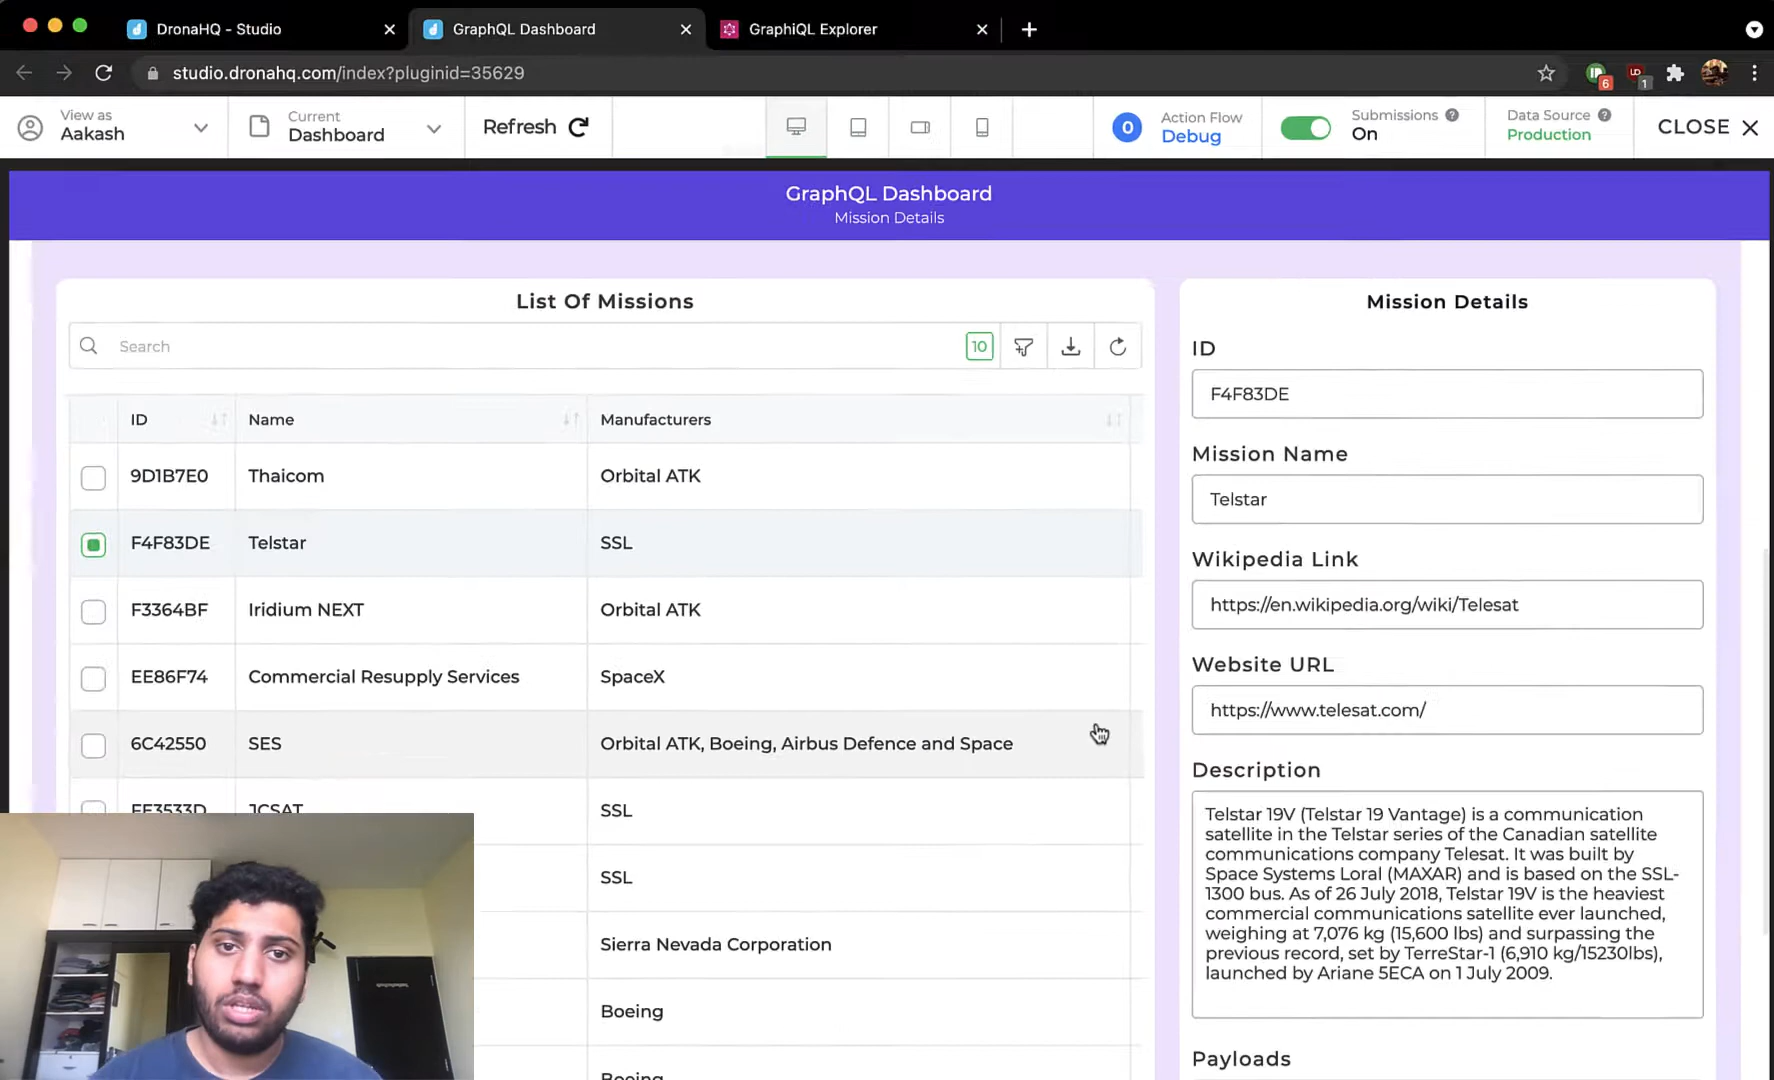 DronaHQ - Studio
GraphQL Dashboard
GraphiQL Explorer
studio.dronahq.com/index?pluginid=35629
6
1
View as
Aakash
Current
Dashboard
Refresh
0
Action Flow
Debug
Submissions
On
Data Source
Production
CLOSE
GraphQL Dashboard
Mission Details
List Of Missions
Search
10
ID Name Manufacturers
9D1B7E0 Thaicom Orbital ATK
F4F83DE Telstar SSL
F3364BF Iridium NEXT Orbital ATK
EE86F74 Commercial Resupply Services SpaceX
6C42550 SES Orbital ATK, Boeing, Airbus Defence and Space
FE3533D JCSAT SSL
SSL
Sierra Nevada Corporation
Boeing
Boeing
Mission Details
ID
F4F83DE
Mission Name
Telstar
Wikipedia Link
https://en.wikipedia.org/wiki/Telesat
Website URL
https://www.telesat.com/
Description
Telstar 19V (Telstar 19 Vantage) is a communication
satellite in the Telstar series of the Canadian satellite
communications company Telesat. It was built by
Space Systems Loral (MAXAR) and is based on the SSL-
1300 bus. As of 26 July 2018, Telstar 19V is the heaviest
commercial communications satellite ever launched,
weighing at 7,076 kg (15,600 lbs) and surpassing the
previous record, set by TerreStar-1 (6,910 kg/15230lbs),
launched by Ariane 5ECA on 1 July 2009.
Payloads